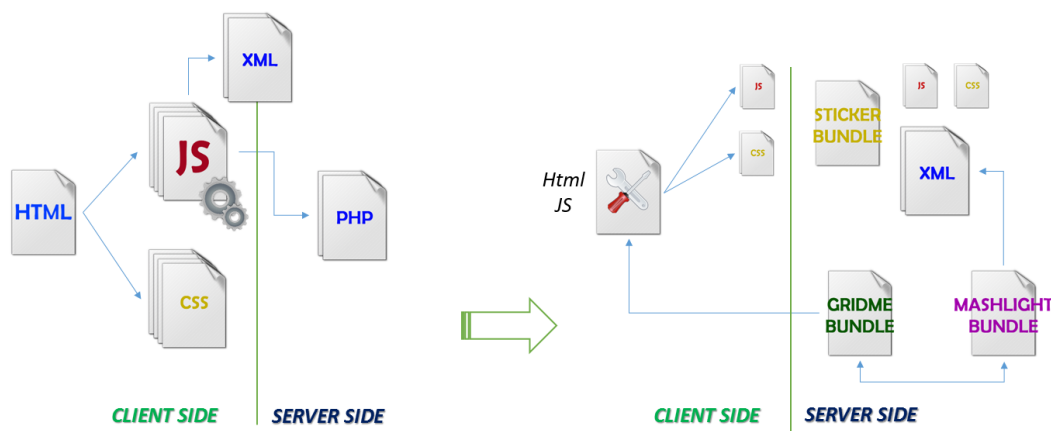 XML
JS
HTML
PHP
CSS
CLIENT SIDE
SERVER SIDE
JS
CSS
Html
JS
STICKER
BUNDLE
JS
CSS
XML
GRIDME
BUNDLE
MASHLIGHT
BUNDLE
CLIENT SIDE
SERVER SIDE